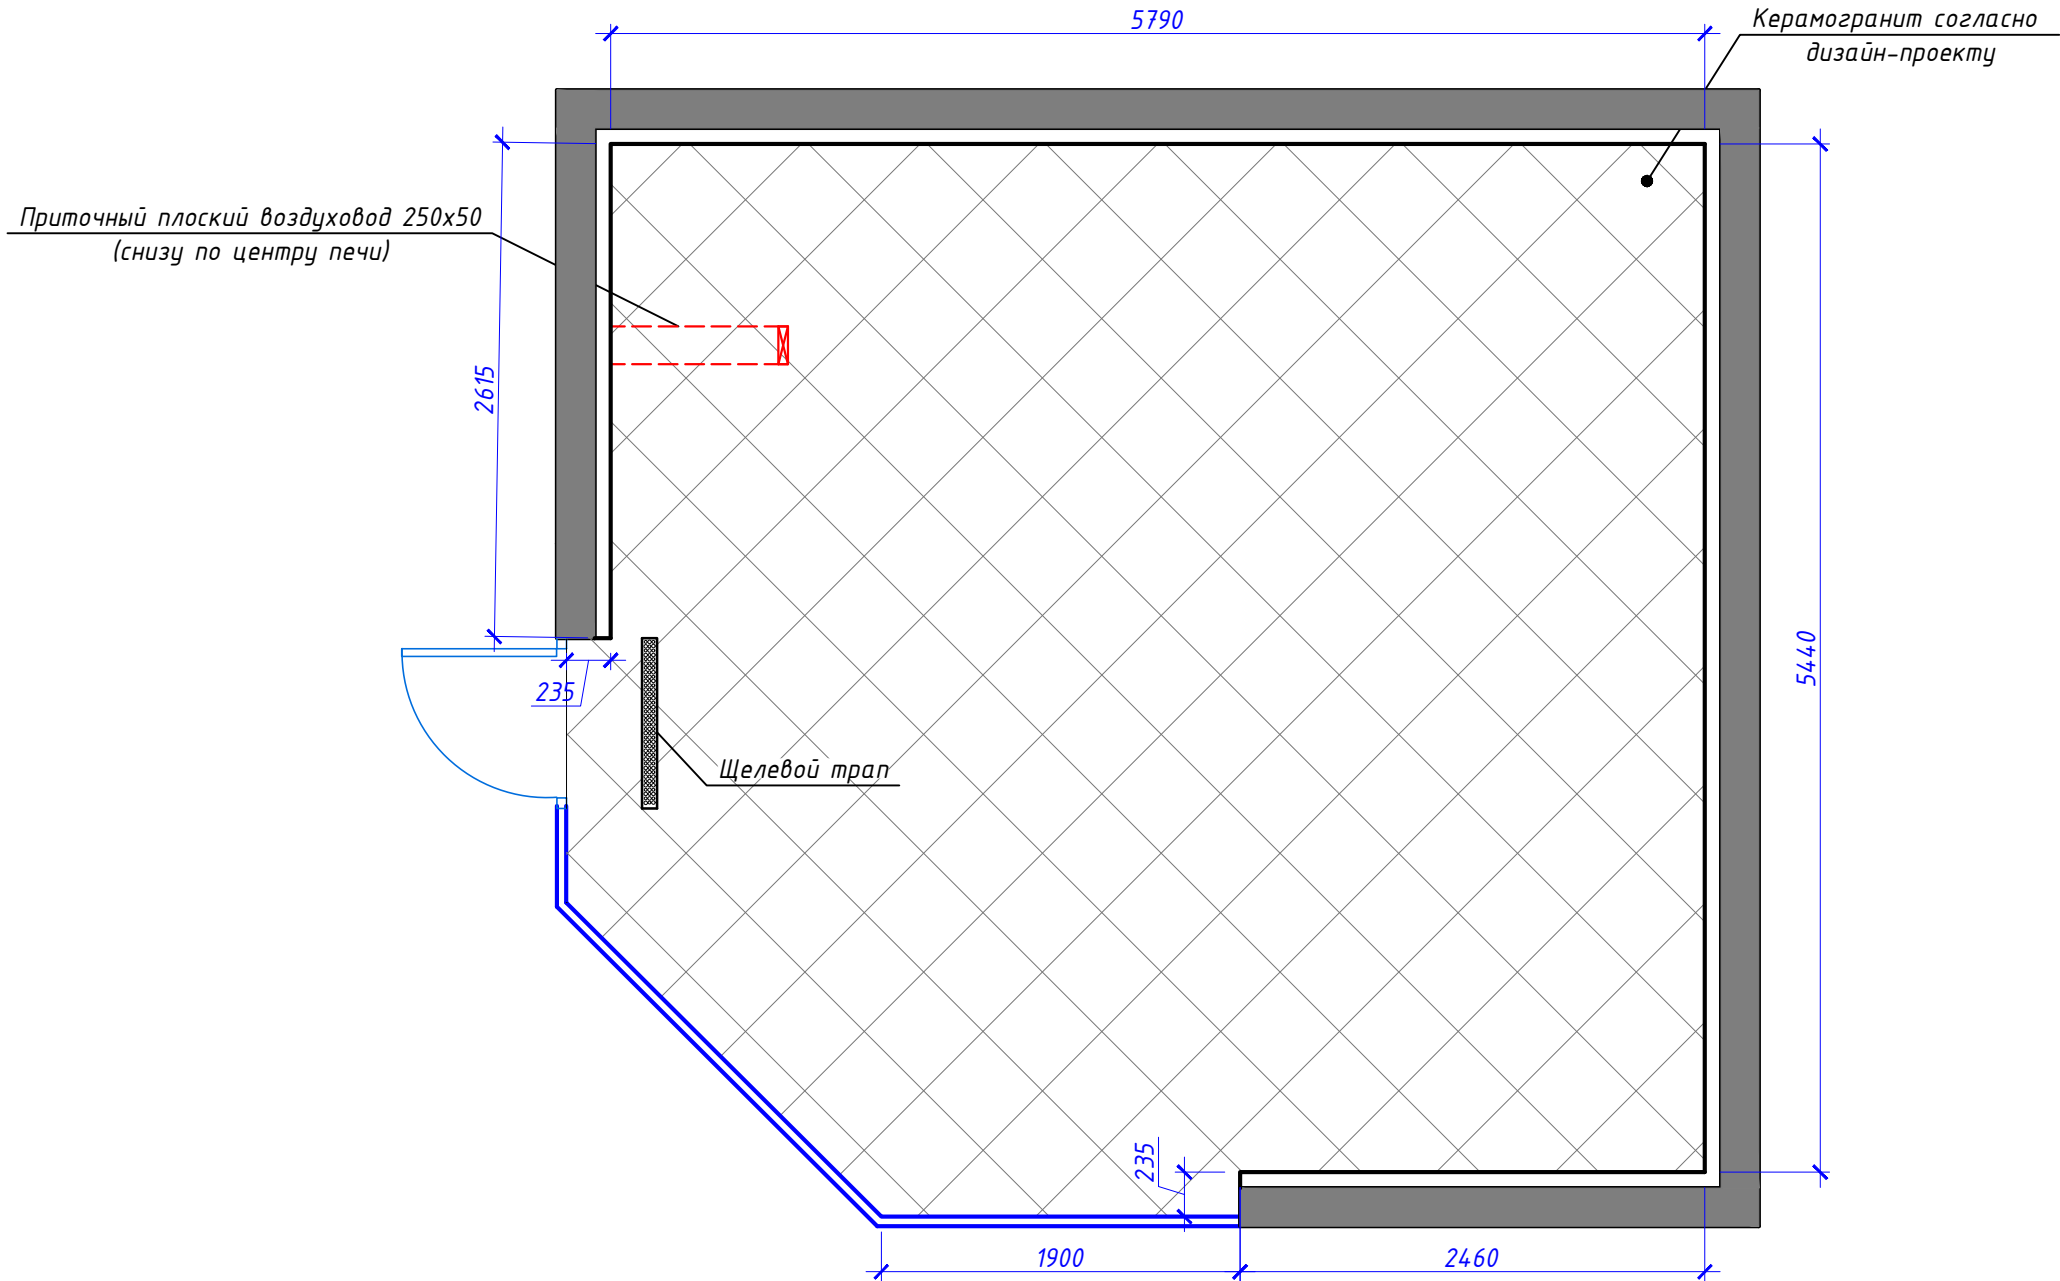 5790
Керамогранит согласно
дизайн-проекту
Приточный плоский воздуховод 250x50
(снизу по центру печи)
2615
5440
235
Щелевой трап
235
1900
2460